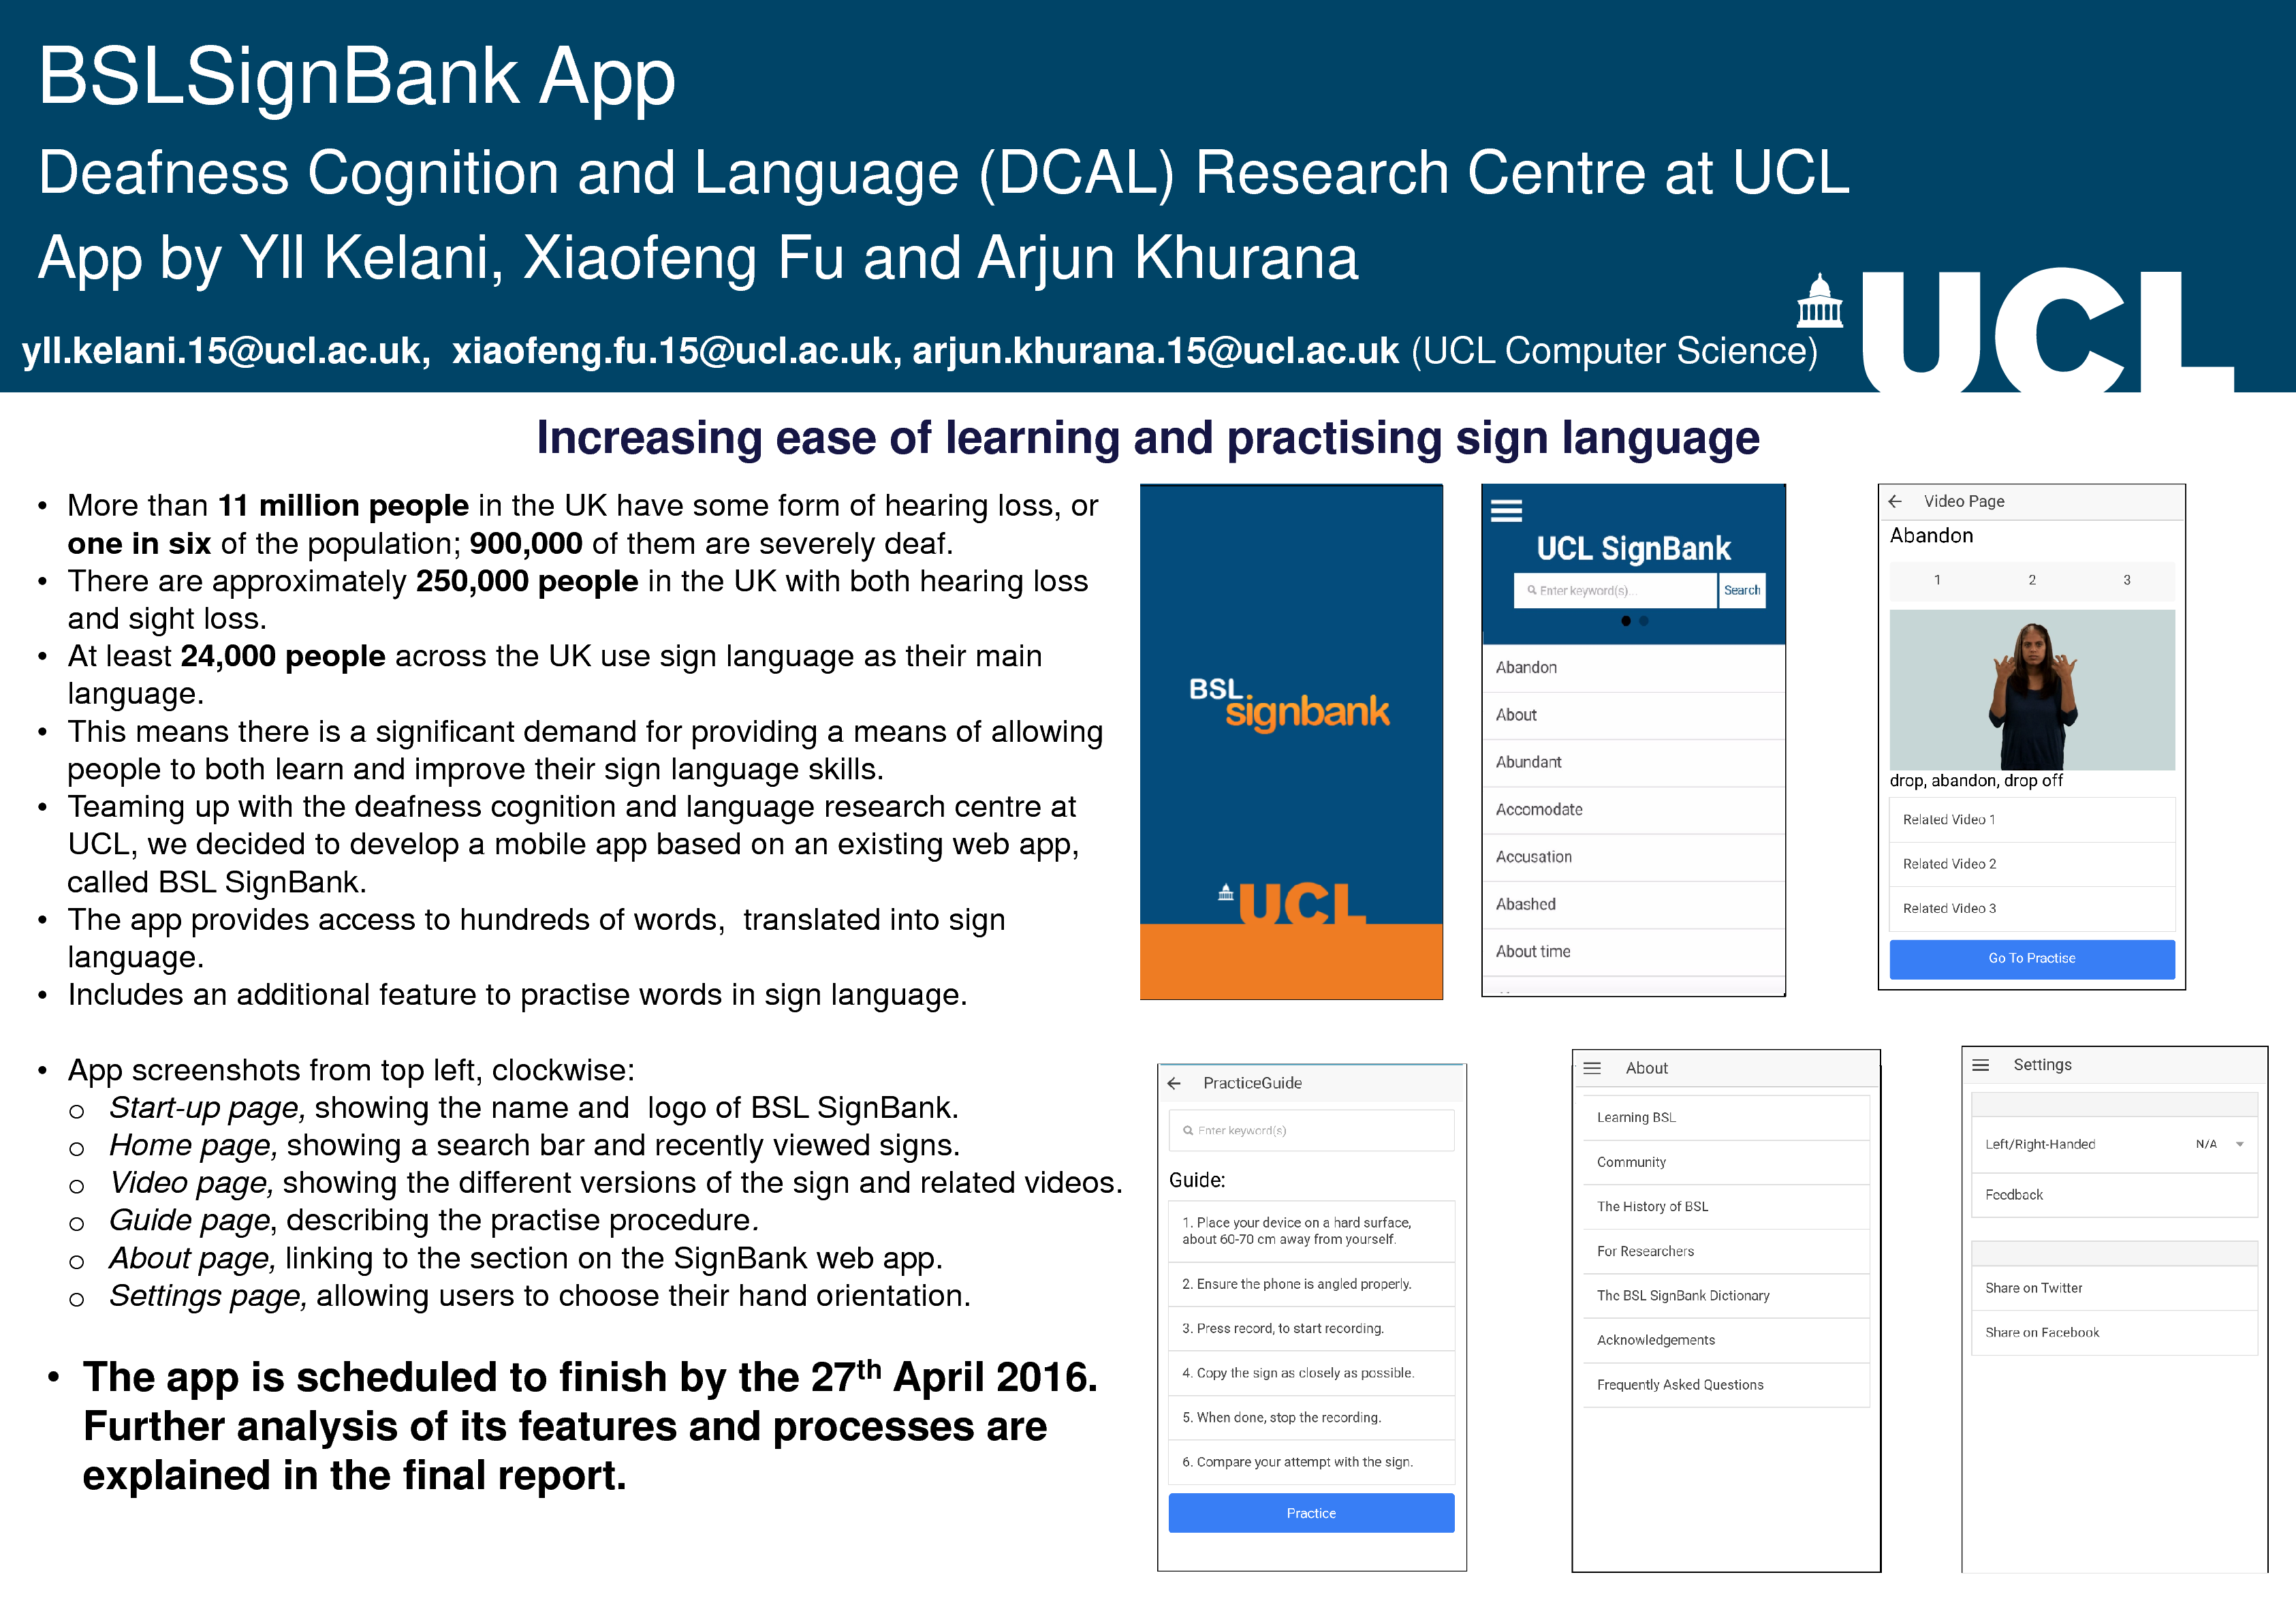 BSLSignBank App
Deafness Cognition and Language (DCAL) Research Centre at UCL
App by Yll Kelani, Xiaofeng Fu and Arjun Khurana
yll.kelani.15@ucl.ac.uk, xiaofeng.fu.15@ucl.ac.uk, arjun.khurana.15@ucl.ac.uk (UCL Computer Science)
UCL
Increasing ease of learning and practising sign language
• More than 11 million people in the UK have some form of hearing loss, or
one in six of the population; 900,000 of them are severely deaf.
• There are approximately 250,000 people in the UK with both hearing loss
and sight loss.
• At least 24,000 people across the UK use sign language as their main
language.
• This means there is a significant demand for providing a means of allowing
people to both learn and improve their sign language skills.
• Teaming up with the deafness cognition and language research centre at
UCL, we decided to develop a mobile app based on an existing web app,
called BSL SignBank.
• The app provides access to hundreds of words, translated into sign
language.
• Includes an additional feature to practise words in sign language.
• App screenshots from top left, clockwise:
o Start-up page, showing the name and logo of BSL SignBank.
o Home page, showing a search bar and recently viewed signs.
o Video page, showing the different versions of the sign and related videos.
o Guide page, describing the practise procedure.
o About page, linking to the section on the SignBank web app.
o Settings page, allowing users to choose their hand orientation.
• The app is scheduled to finish by the 27th April 2016.
Further analysis of its features and processes are
explained in the final report.
BSL
signbank
UCL
UCL SignBank
Enter keyword(s)...
Search
Abandon
About
Abundant
Accomodate
Accusation
Abashed
About time
Video Page
Abandon
1 2 3
drop, abandon, drop off
Related Video 1
Related Video 2
Related Video 3
Go To Practise
PracticeGuide
Enter keyword(s)
Guide:
1. Place your device on a hard surface,
about 60-70 cm away from yourself.
2. Ensure the phone is angled properly.
3. Press record, to start recording.
4. Copy the sign as closely as possible.
5. When done, stop the recording.
6. Compare your attempt with the sign.
Practice
About
Learning BSL
Community
The History of BSL
For Researchers
The BSL SignBank Dictionary
Acknowledgements
Frequently Asked Questions
Settings
Left/Right-Handed N/A
Feedback
Share on Twitter
Share on Facebook